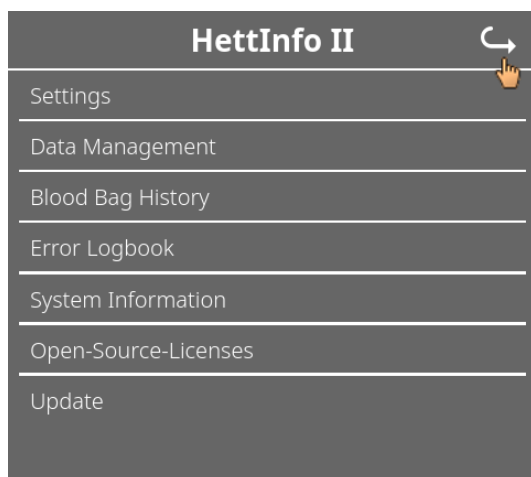 HettInfo II
Settings
Data Management
Blood Bag History
Error Logbook
System Information
Open-Source-Licenses
Update